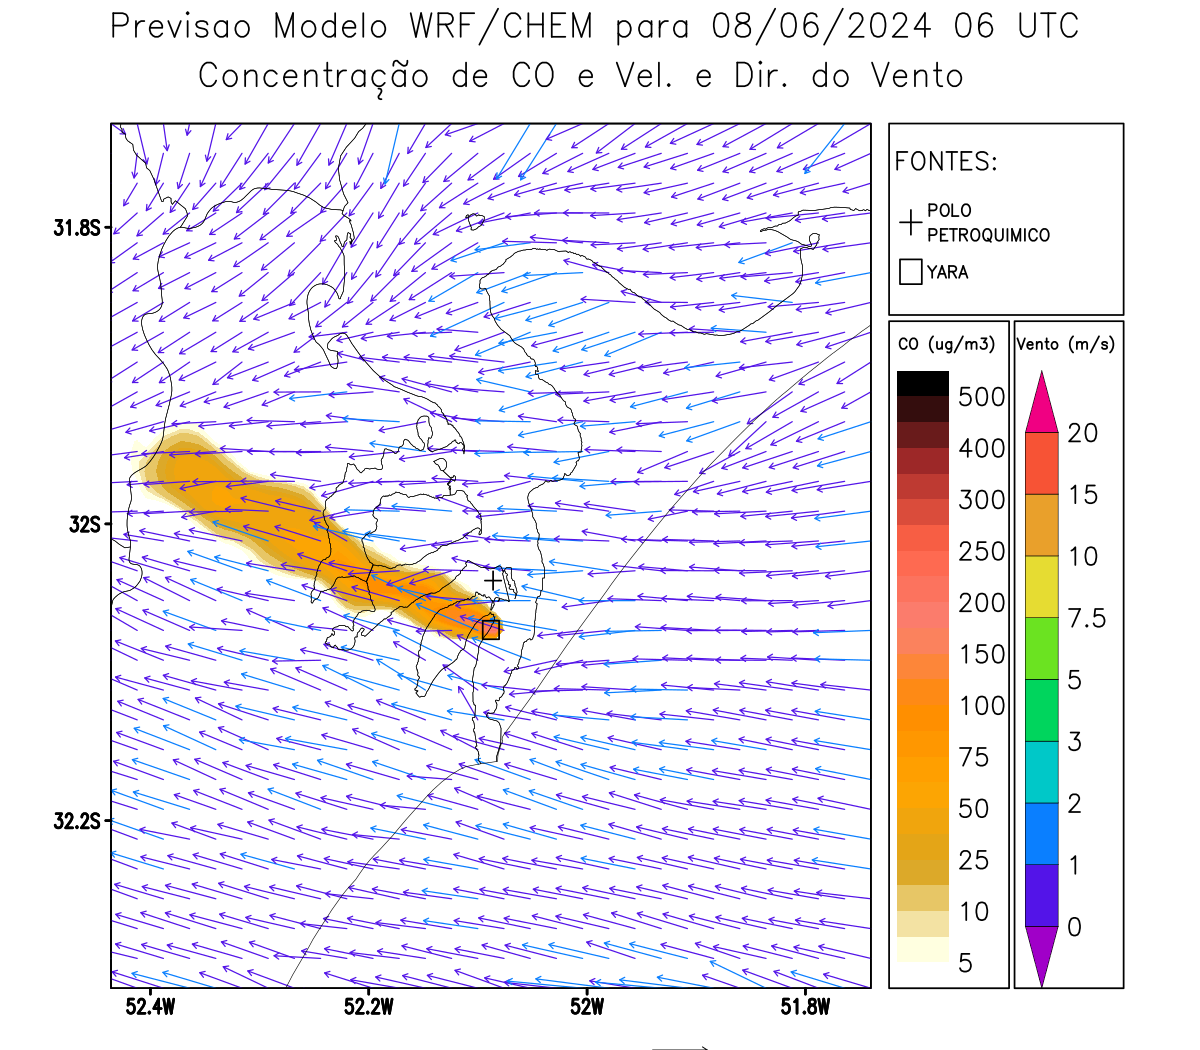 Previsao Modelo WRF/CHEM para 08/06/2024 06 UTC
Concentração de CO e Vel. e Dir. do Vento
FONTES:
POLO
PETROQUIMICO
YARA
CO (ug/m3)
500
400
300
250
200
150
100
75
50
25
10
5
Vento (m/s)
20
15
10
7.5
5
3
2
1
0
31.8S
32S
32.2S
52.4W
52.2W
52W
51.8W